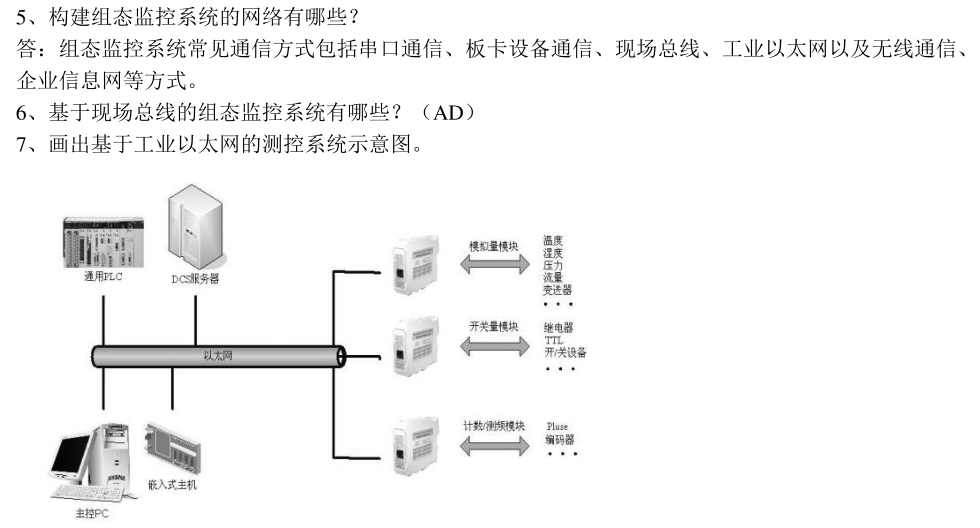 5、构建组态监控系统的网络有哪些？
答：组态监控系统常见通信方式包括串口通信、板卡设备通信、现场总线、工业以太网以及无线通信、
企业信息网等方式。
6、基于现场总线的组态监控系统有哪些？（AD）
7、画出基于工业以太网的测控系统示意图。
通用PLC
DCS服务器
以太网
主控PC
嵌入式主机
模拟量模块
温度
湿度
压力
流量
变送器
• • •
开关量模块
继电器
TTL
开/关设备
• • •
计数/测频模块
Pluse
编码器
• • •